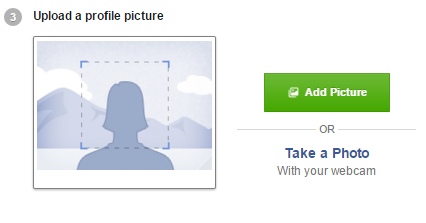 3 Upload a profile picture
Add Picture
OR
Take a Photo
With your webcam